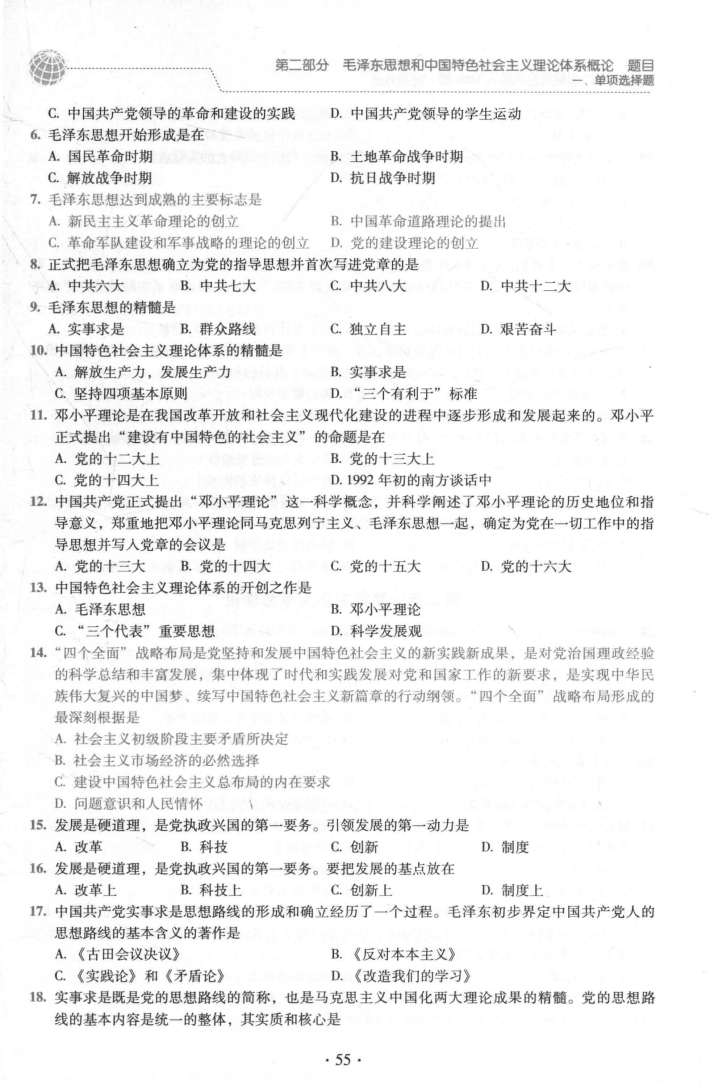 第二部分 毛泽东思想和中国特色社会主义理论体系概论 题目
一、单项选择题
C. 中国共产党领导的革命和建设的实践 D. 中国共产党领导的学生运动
6. 毛泽东思想开始形成是在
A. 国民革命时期 B. 土地革命战争时期
C. 解放战争时期 D. 抗日战争时期
7. 毛泽东思想达到成熟的主要标志是
A. 新民主主义革命理论的创立 B. 中国革命道路理论的提出
C. 革命军队建设和军事战略的理论的创立 D. 党的建设理论的创立
8. 正式把毛泽东思想确立为党的指导思想并首次写进党章的是
A. 中共六大 B. 中共七大 C. 中共八大 D. 中共十二大
9. 毛泽东思想的精髓是
A. 实事求是 B. 群众路线 C. 独立自主 D. 艰苦奋斗
10. 中国特色社会主义理论体系的精髓是
A. 解放生产力，发展生产力 B. 实事求是
C. 坚持四项基本原则 D. “三个有利于”标准
11. 邓小平理论是在我国改革开放和社会主义现代化建设的进程中逐步形成和发展起来的。邓小平
正式提出“建设有中国特色的社会主义”的命题是在
A. 党的十二大上 B. 党的十三大上
C. 党的十四大上 D. 1992 年初的南方谈话中
12. 中国共产党正式提出“邓小平理论”这一科学概念，并科学阐述了邓小平理论的历史地位和指
导意义，郑重地把邓小平理论同马克思列宁主义、毛泽东思想一起，确定为党在一切工作中的指
导思想并写入党章的会议是
A. 党的十三大 B. 党的十四大 C. 党的十五大 D. 党的十六大
13. 中国特色社会主义理论体系的开创之作是
A. 毛泽东思想 B. 邓小平理论
C. “三个代表”重要思想 D. 科学发展观
14. “四个全面”战略布局是党坚持和发展中国特色社会主义的新实践新成果，是对党治国理政经验
的科学总结和丰富发展，集中体现了时代和实践发展对党和国家工作的新要求，是实现中华民
族伟大复兴的中国梦、续写中国特色社会主义新篇章的行动纲领。“四个全面”战略布局形成的
最深刻根据是
A. 社会主义初级阶段主要矛盾所决定
B. 社会主义市场经济的必然选择
C. 建设中国特色社会主义总布局的内在要求
D. 问题意识和人民情怀
15. 发展是硬道理，是党执政兴国的第一要务。引领发展的第一动力是
A. 改革 B. 科技 C. 创新 D. 制度
16. 发展是硬道理，是党执政兴国的第一要务。要把发展的基点放在
A. 改革上 B. 科技上 C. 创新上 D. 制度上
17. 中国共产党实事求是思想路线的形成和确立经历了一个过程。毛泽东初步界定中国共产党人的
思想路线的基本含义的著作是
A. 《古田会议决议》 B. 《反对本本主义》
C. 《实践论》和《矛盾论》 D. 《改造我们的学习》
18. 实事求是既是党的思想路线的简称，也是马克思主义中国化两大理论成果的精髓。党的思想路
线的基本内容是统一的整体，其实质和核心是
· 55 ·